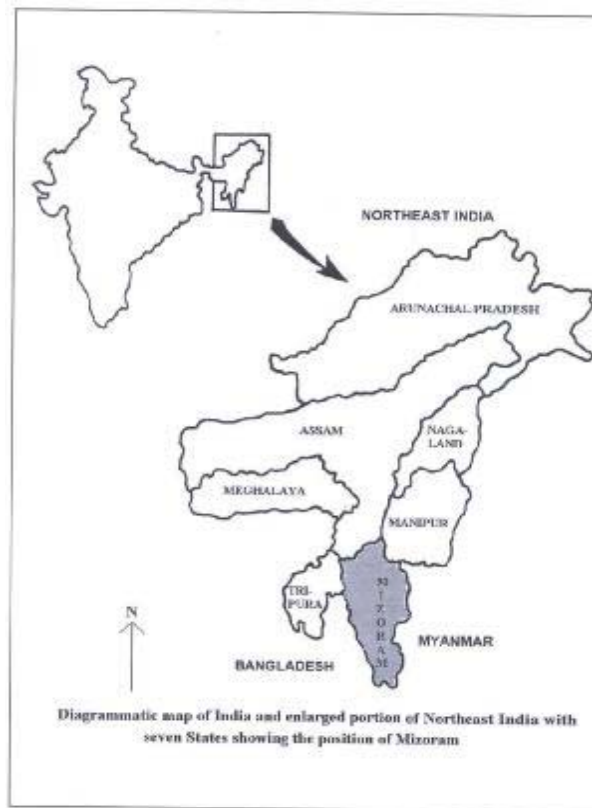 NORTHEAST INDIA
ARUNACHAL-PRADESH
ASSAM
NAGA-
LAND
MEGHALAYA
MANIPUR
TRI-
PURA
MIZORAM
N
MYANMAR
BANGLADESH
Diagrammatic map of India and enlarged portion of Northeast India with
seven States showing the position of Mizoram